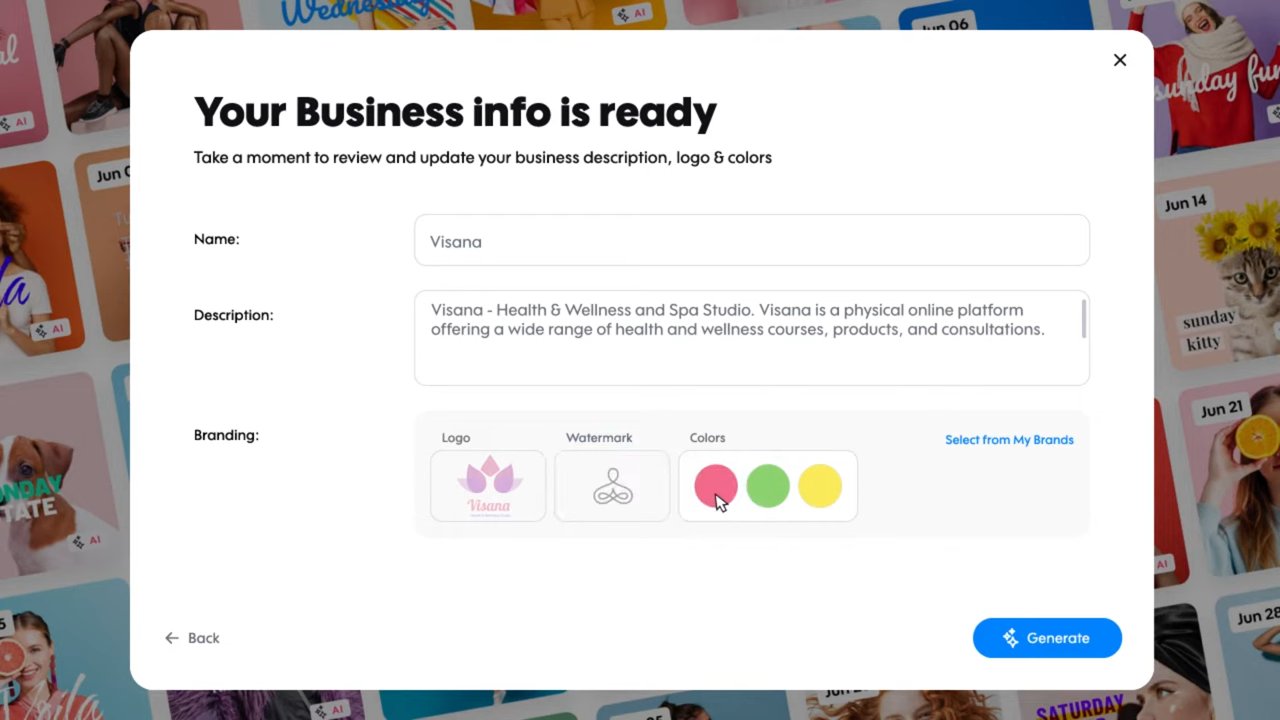 Wednesday
AI
Jun 06
Your Business info is ready
Take a moment to review and update your business description, logo & colors
Name:
Visana
Description:
Visana - Health & Wellness and Spa Studio. Visana is a physical online platform
offering a wide range of health and wellness courses, products, and consultations.
Branding:
Logo
Watermark
Colors
Select from My Brands
Visana
Back
Generate
AI
AI
Jun 14
sunday
kitty
Jun 21
AI
AI
Jun 28
AI
SATURDAY